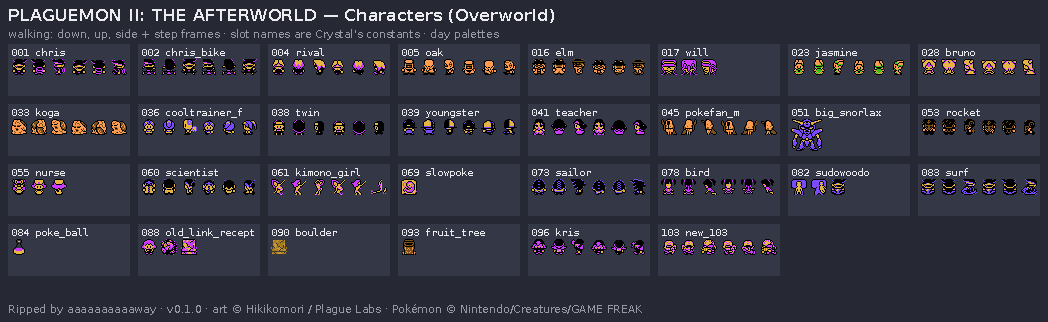 PLAGUEMON II: THE AFTERWORLD — Characters (Overworld)
walking: down, up, side + step frames · slot names are Crystal's constants · day palettes
001 chris
002 chris_bike
004 rival
005 oak
016 elm
017 will
023 jasmine
028 bruno
033 koga
036 cooltrainer_f
038 twin
039 youngster
041 teacher
045 pokefan_m
051 big_snorlax
053 rocket
055 nurse
060 scientist
061 kimono_girl
069 slowpoke
073 sailor
078 bird
082 sudowoodo
083 surf
084 poke_ball
088 old_link_recept
090 boulder
093 fruit_tree
096 kris
103 new_103
Ripped by aaaaaaaaaaway · v0.1.0 · art © Hikikomori / Plague Labs · Pokémon © Nintendo/Creatures/GAME FREAK